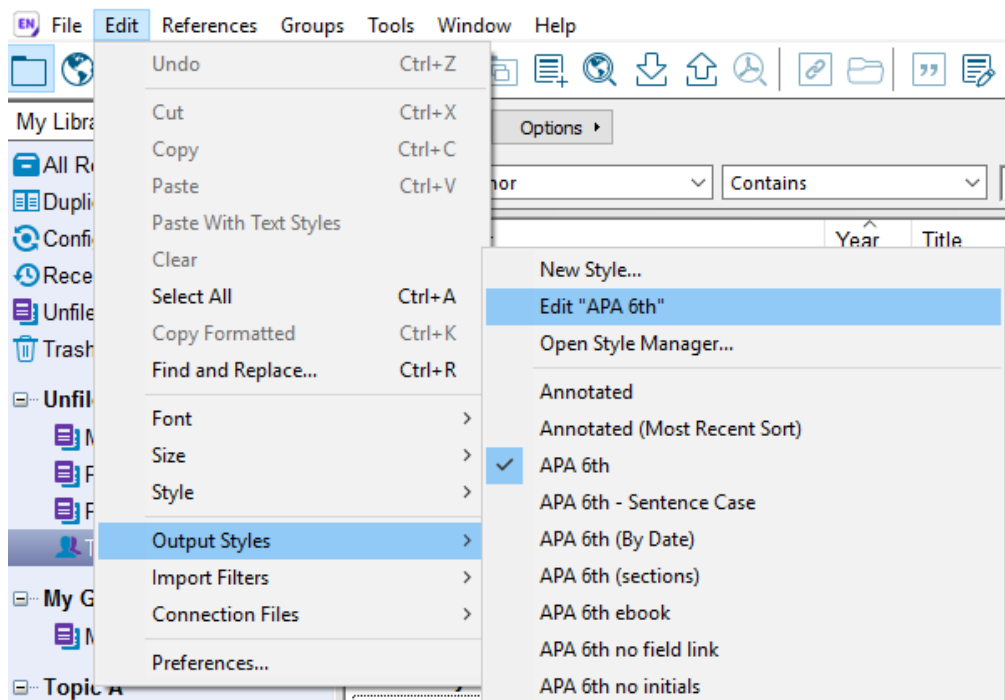 EN File Edit References Groups Tools Window Help
Undo Ctrl+Z
Cut Ctrl+X
Copy Ctrl+C
Paste Ctrl+V
Paste With Text Styles
Clear
Select All Ctrl+A
Copy Formatted Ctrl+K
Find and Replace... Ctrl+R
Font
Size
Style
Output Styles
Import Filters
Connection Files
Preferences...
My Libra
All Re
Dupli
Confi
Rece
Unfile
Trash
Unfil
My G
Topic A
Options
hor Contains
Year Title
New Style...
Edit "APA 6th"
Open Style Manager...
Annotated
Annotated (Most Recent Sort)
APA 6th
APA 6th - Sentence Case
APA 6th (By Date)
APA 6th (sections)
APA 6th ebook
APA 6th no field link
APA 6th no initials